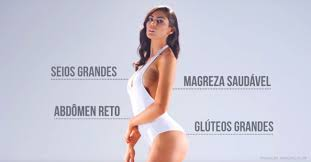 SEIOS GRANDES
MAGREZA SAUDÁVEL
ABDÔMEN RETO
GLÚTEOS GRANDES